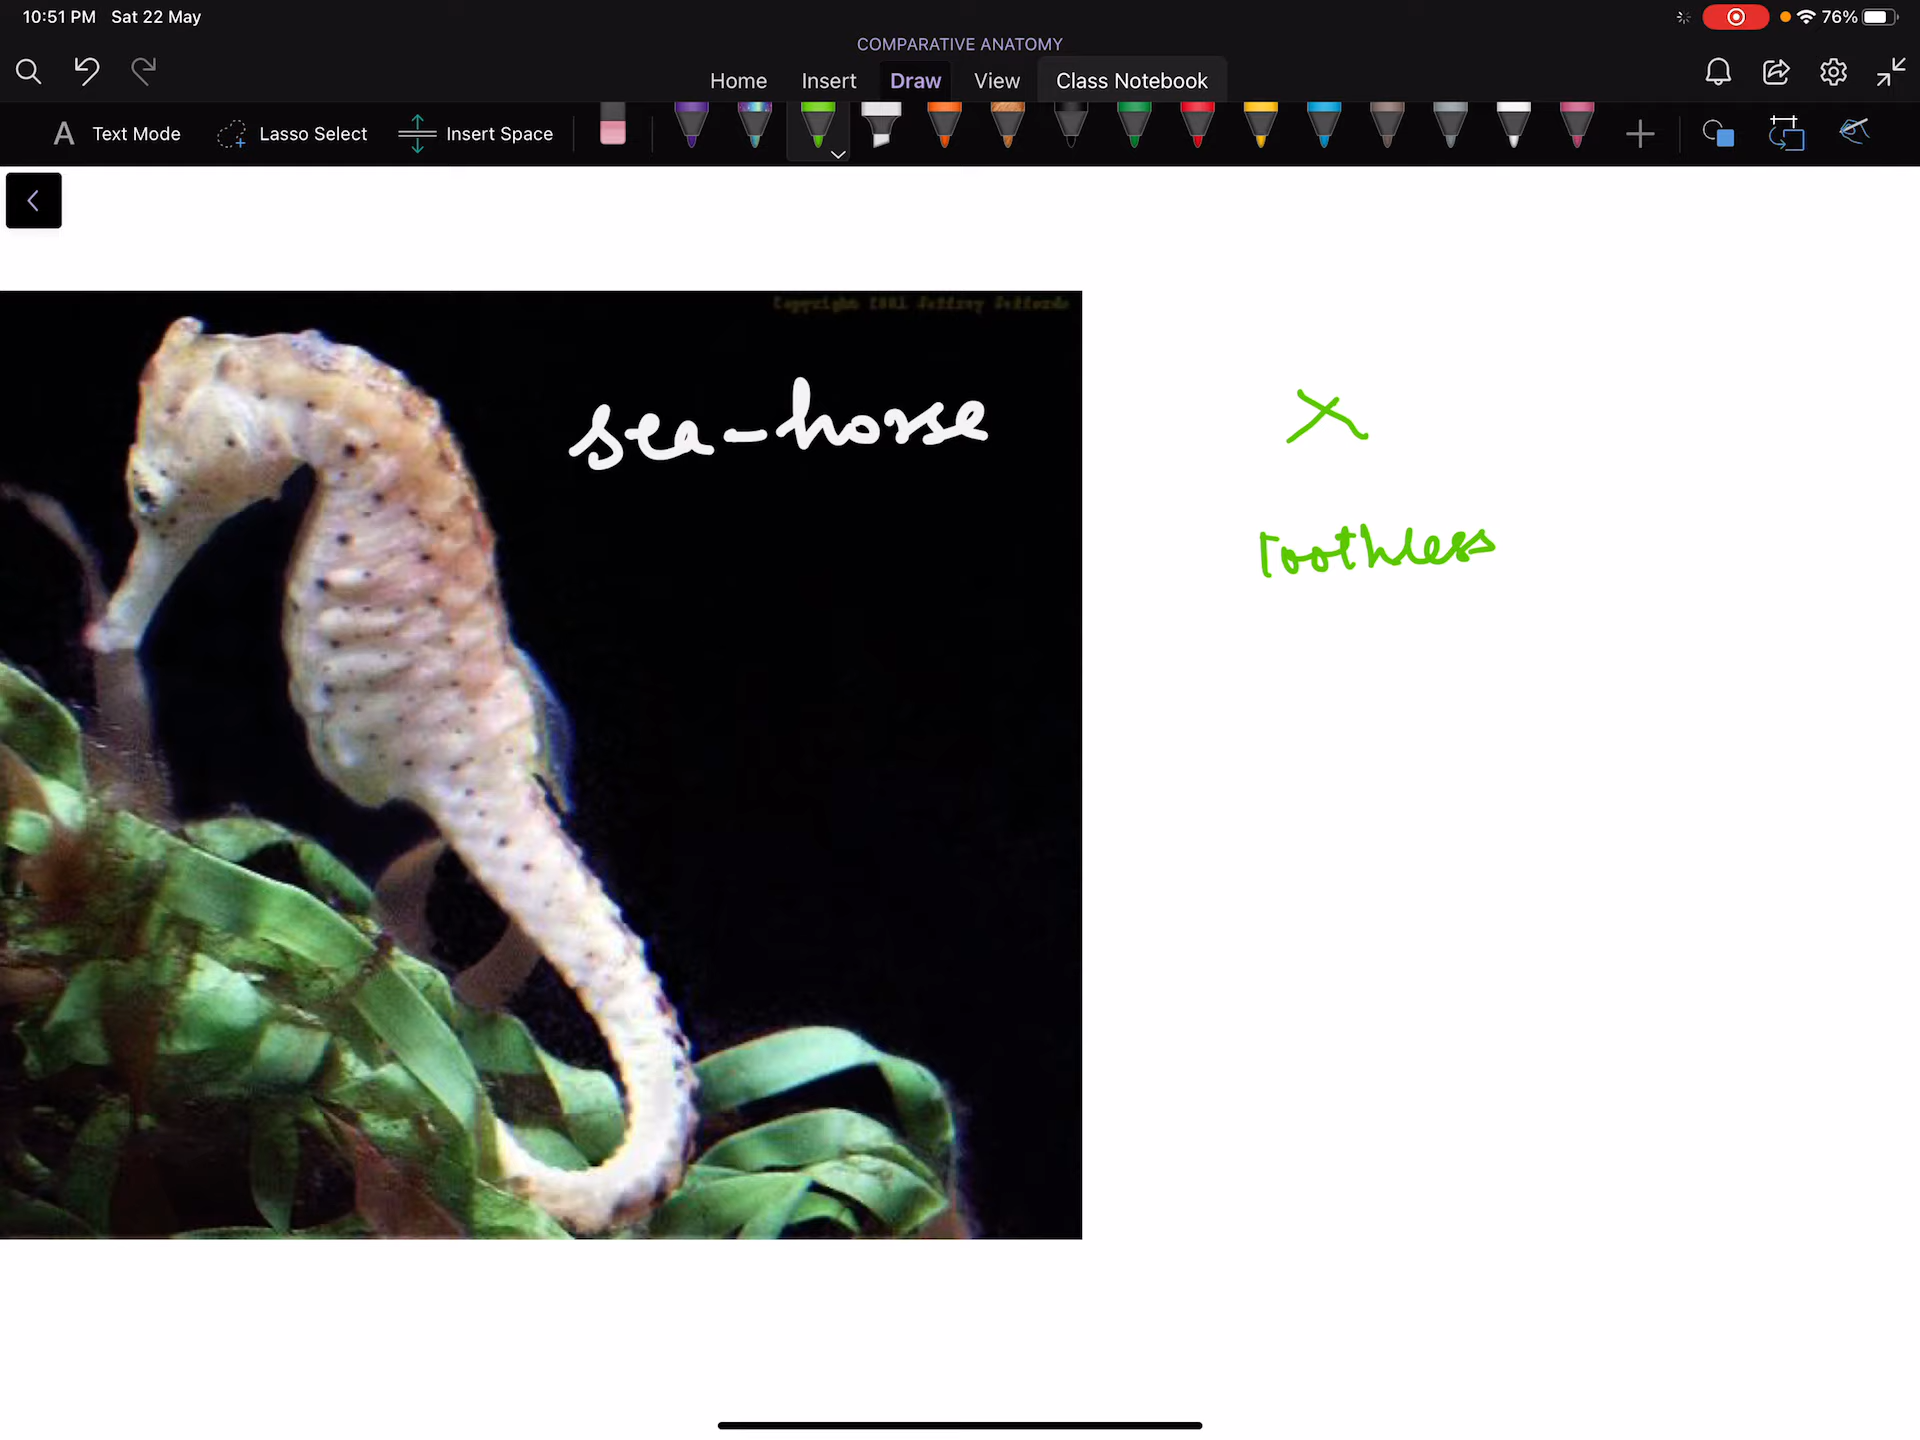 10:51 PM Sat 22 May
76%
COMPARATIVE ANATOMY
Home Insert Draw View Class Notebook
A Text Mode Lasso Select Insert Space
Copyright
sea-horse
X
Toothless